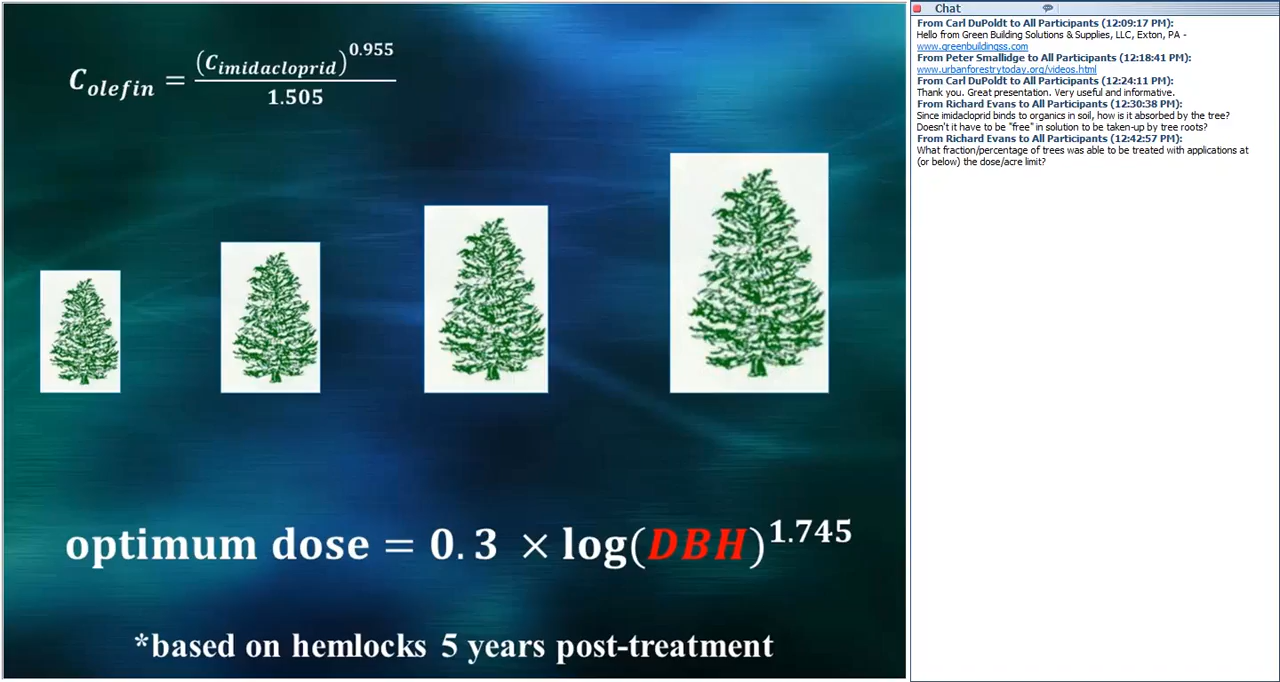 C_olefin = (C_imidacloprid)^0.955 / 1.505
optimum dose = 0.3 × log(DBH)^1.745
*based on hemlocks 5 years post-treatment
Chat
From Carl DuPoldt to All Participants (12:09:17 PM):
Hello from Green Building Solutions & Supplies, LLC, Exton, PA -
www.greenbuildingss.com
From Peter Smallidge to All Participants (12:18:41 PM):
www.urbanforestrytoday.org/videos.html
From Carl DuPoldt to All Participants (12:24:11 PM):
Thank you. Great presentation. Very useful and informative.
From Richard Evans to All Participants (12:30:38 PM):
Since imidacloprid binds to organics in soil, how is it absorbed by the tree?
Doesn't it have to be "free" in solution to be taken-up by tree roots?
From Richard Evans to All Participants (12:42:57 PM):
What fraction/percentage of trees was able to be treated with applications at
(or below) the dose/acre limit?